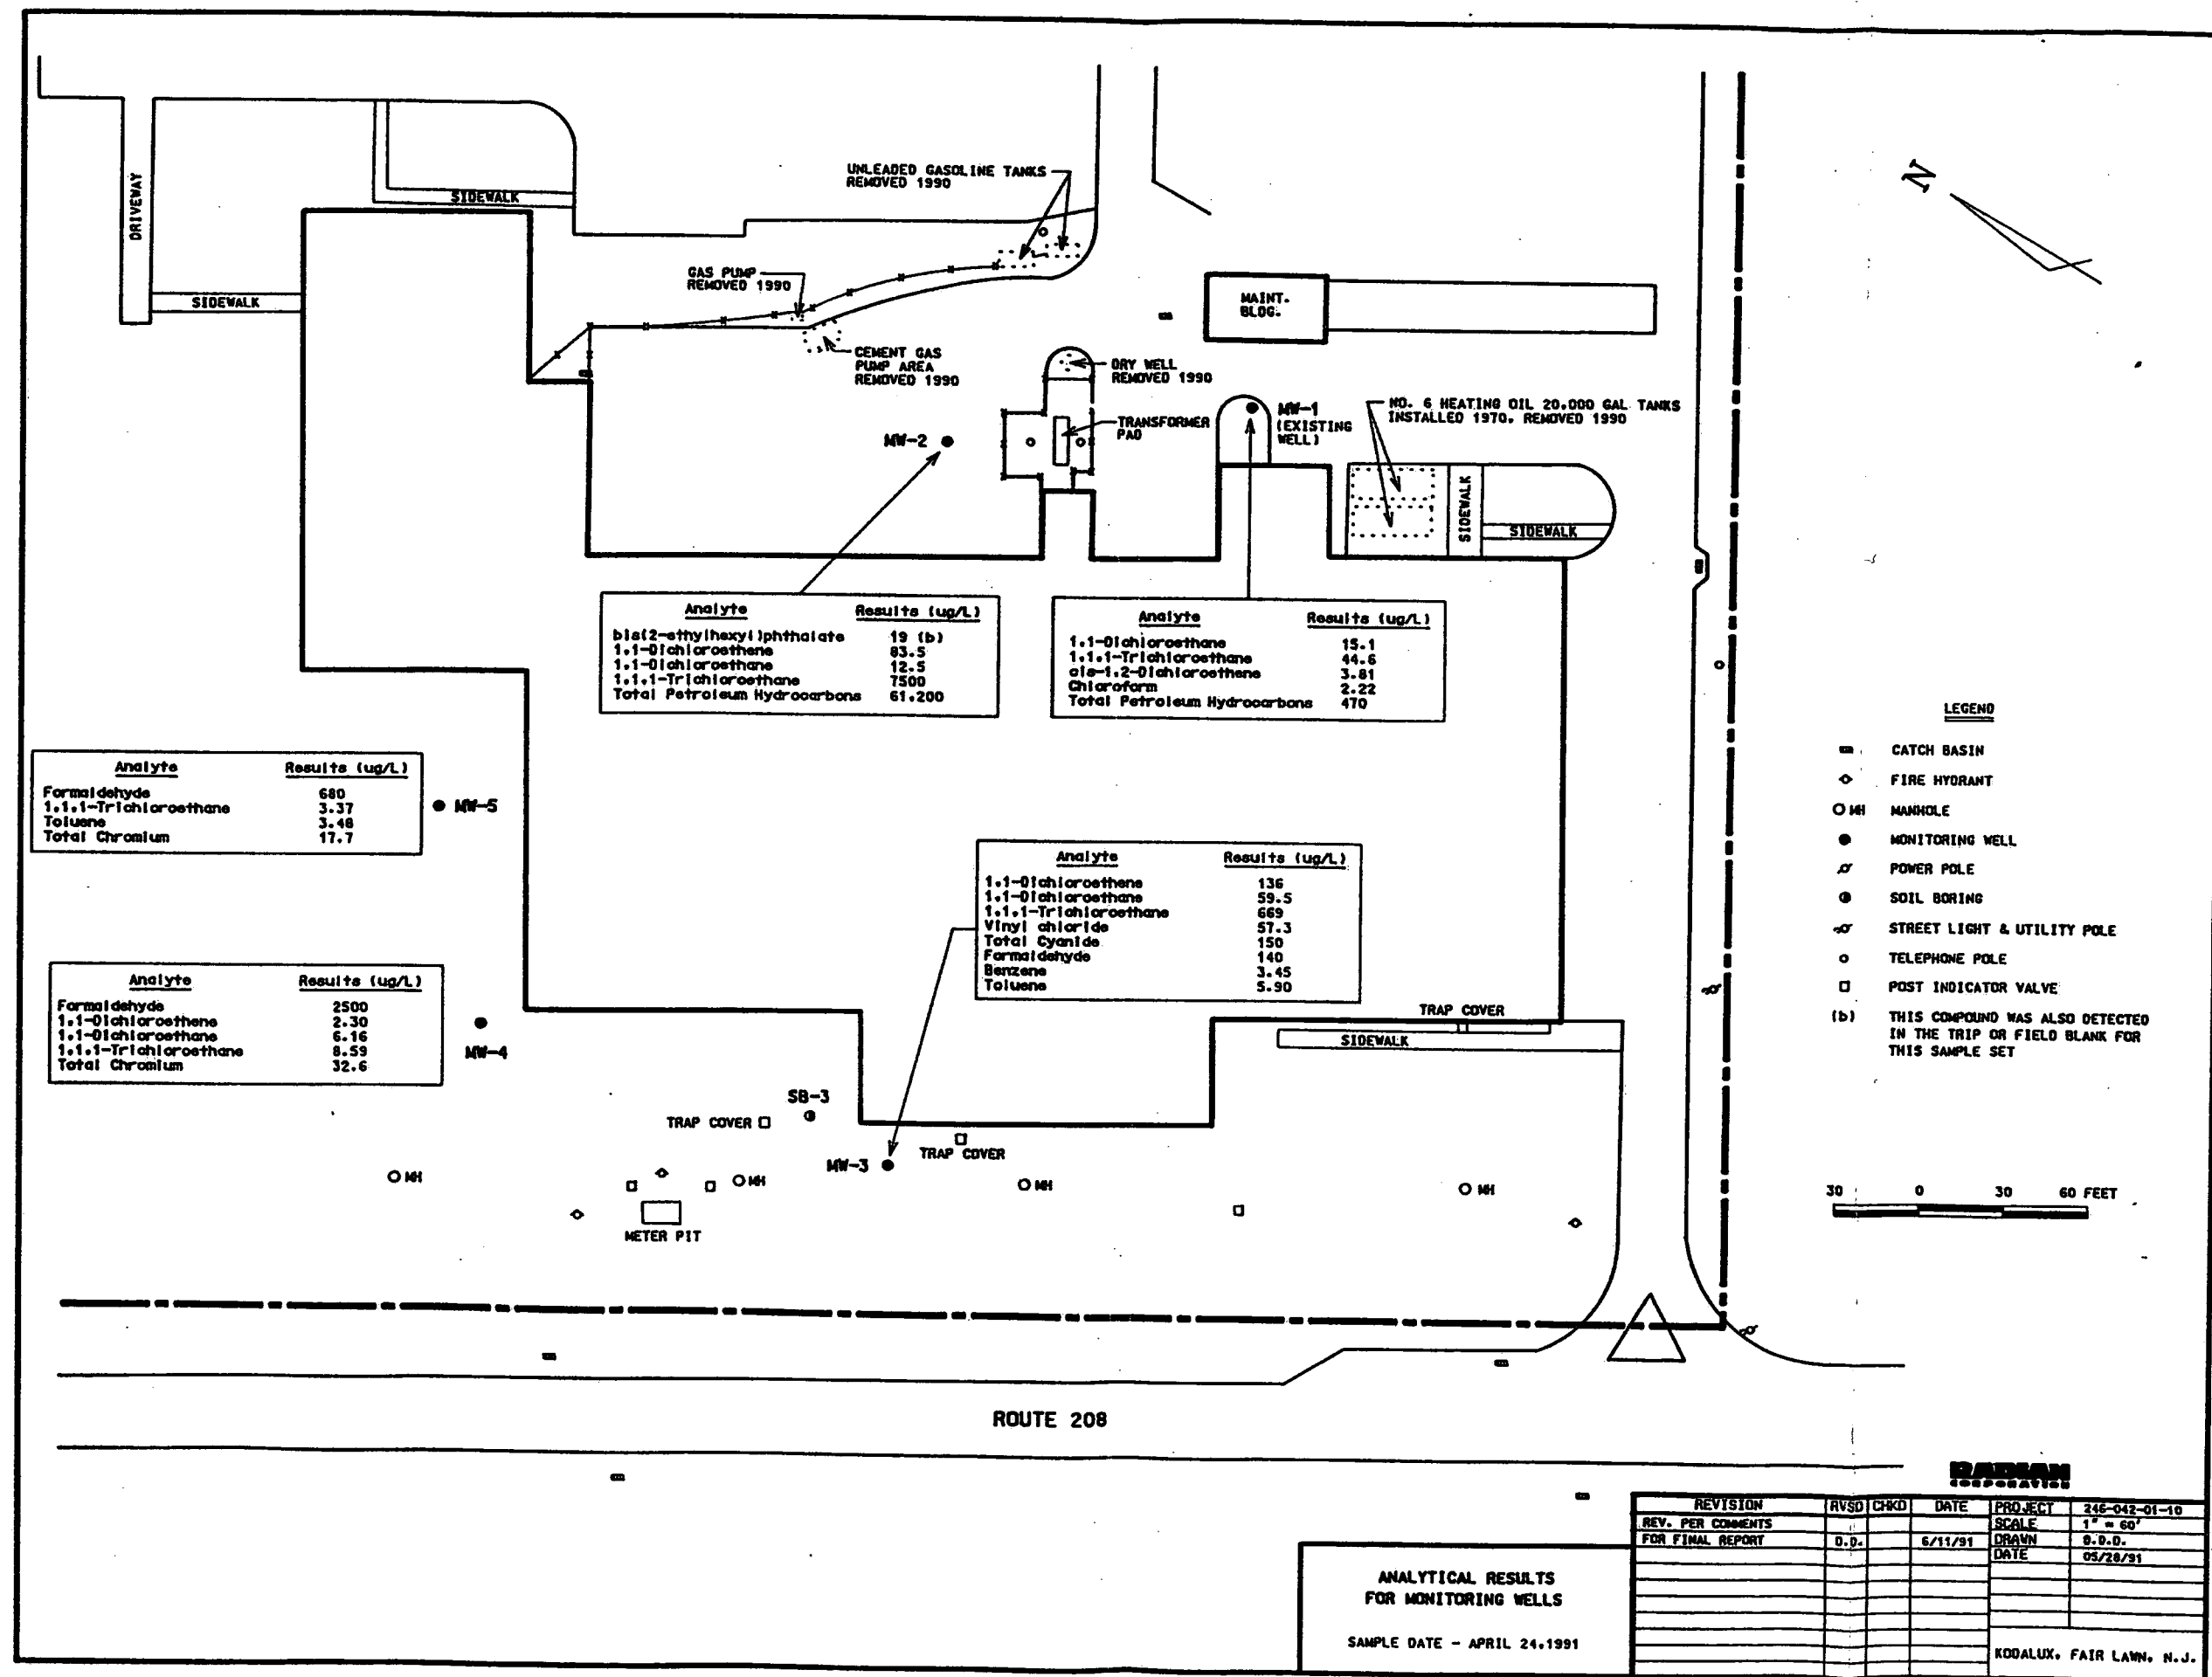 UNLEADED GASOLINE TANKS
REMOVED 1990
N
DRIVEWAY
SIDEWALK
SIDEWALK
GAS PUMP
REMOVED 1990
MAINT.
BLDG.
CEMENT GAS
PUMP AREA
REMOVED 1990
DRY WELL
REMOVED 1990
MW-2
TRANSFORMER
PAD
MW-1
(EXISTING
WELL)
NO. 6 HEATING OIL 20,000 GAL TANKS
INSTALLED 1970, REMOVED 1990
SIDEWALK
SIDEWALK
Analyte Results (ug/L)
bis(2-ethylhexyl)phthalate 19 (b)
1,1-Dichloroethene 83.5
1,1-Dichloroethane 12.5
1,1,1-Trichloroethane 7500
Total Petroleum Hydrocarbons 61,200
Analyte Results (ug/L)
1,1-Dichloroethane 15.1
1,1,1-Trichloroethane 44.6
cis-1,2-Dichloroethene 3.81
Chloroform 2.22
Total Petroleum Hydrocarbons 470
Analyte Results (ug/L)
Formaldehyde 680
1,1,1-Trichloroethane 3.37
Toluene 3.48
Total Chromium 17.7
MW-5
Analyte Results (ug/L)
1,1-Dichloroethene 136
1,1-Dichloroethane 59.5
1,1,1-Trichloroethane 669
Vinyl chloride 57.3
Total Cyanide 150
Formaldehyde 140
Benzene 3.45
Toluene 5.90
Analyte Results (ug/L)
Formaldehyde 2500
1,1-Dichloroethene 2.30
1,1-Dichloroethane 6.16
1,1,1-Trichloroethane 8.59
Total Chromium 32.6
MW-4
TRAP COVER
SIDEWALK
SB-3
TRAP COVER
TRAP COVER
MW-3
MH
MH
MH
MH
METER PIT
LEGEND
CATCH BASIN
FIRE HYDRANT
MH MANHOLE
MONITORING WELL
POWER POLE
SOIL BORING
STREET LIGHT & UTILITY POLE
TELEPHONE POLE
POST INDICATOR VALVE
(b) THIS COMPOUND WAS ALSO DETECTED
IN THE TRIP OR FIELD BLANK FOR
THIS SAMPLE SET
30 0 30 60 FEET
ROUTE 208
RADIAN
CORPORATION
REVISION RVSD CHKD DATE PROJECT 246-042-01-10
REV. PER COMMENTS SCALE 1" = 60'
FOR FINAL REPORT D.D. 6/11/91 DRAWN
DATE 05/28/91
ANALYTICAL RESULTS
FOR MONITORING WELLS
SAMPLE DATE - APRIL 24,1991
KODALUX, FAIR LAWN, N.J.